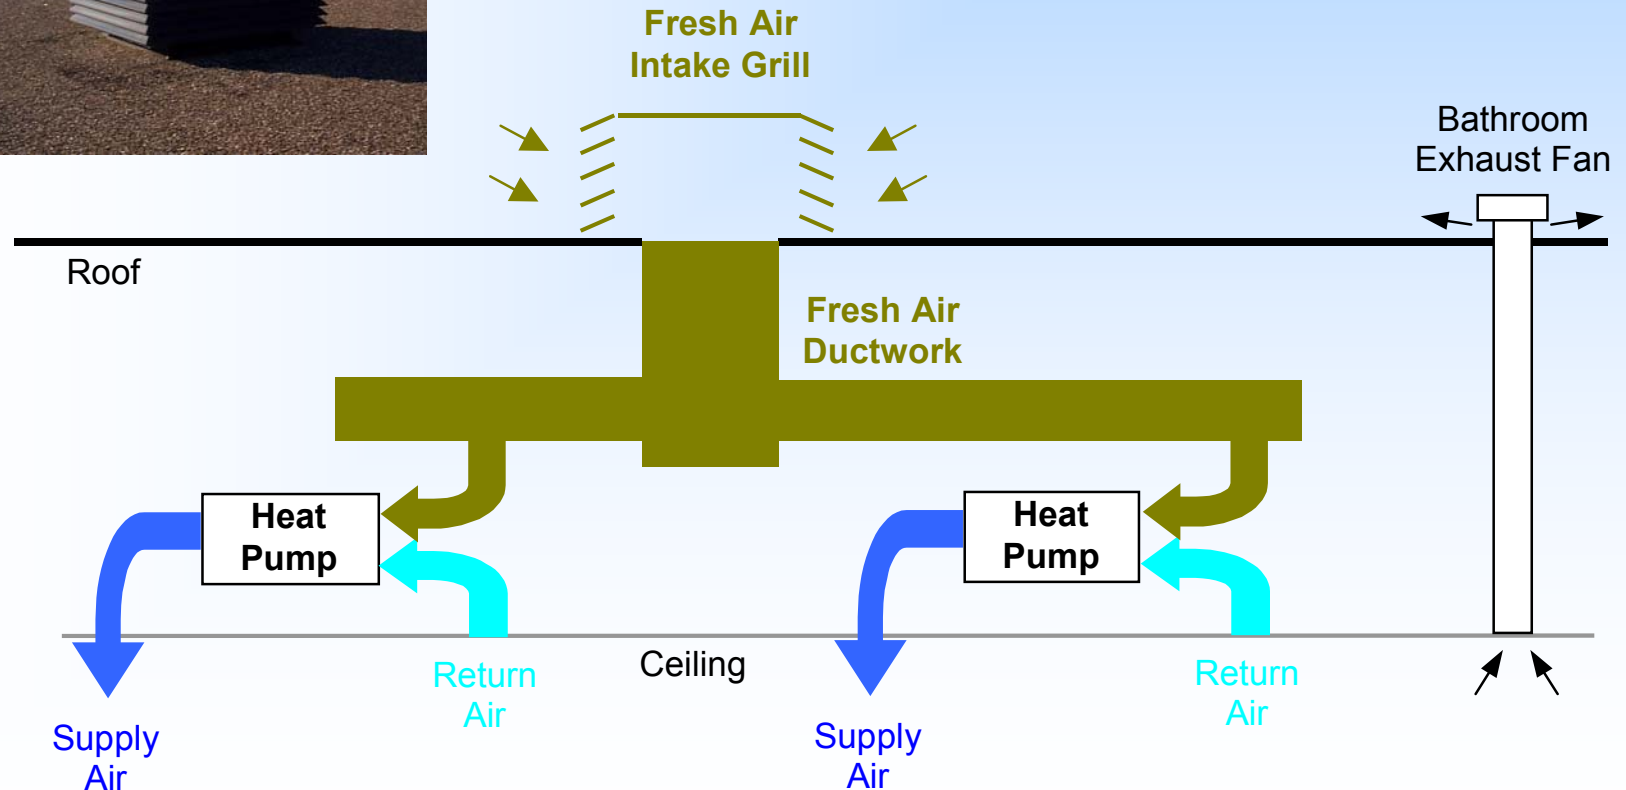 Fresh Air
Intake Grill
Bathroom
Exhaust Fan
Roof
Fresh Air
Ductwork
Heat
Pump
Heat
Pump
Ceiling
Return
Air
Return
Air
Supply
Air
Supply
Air